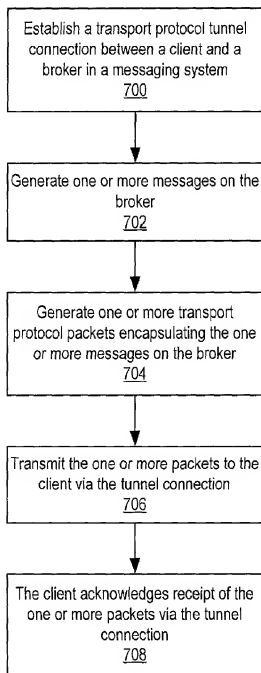 Establish a transport protocol tunnel
connection between a client and a
broker in a messaging system
700
Generate one or more messages on the
broker
702
Generate one or more transport
protocol packets encapsulating the one
or more messages on the broker
704
Transmit the one or more packets to the
client via the tunnel connection
706
The client acknowledges receipt of the
one or more packets via the tunnel
connection
708